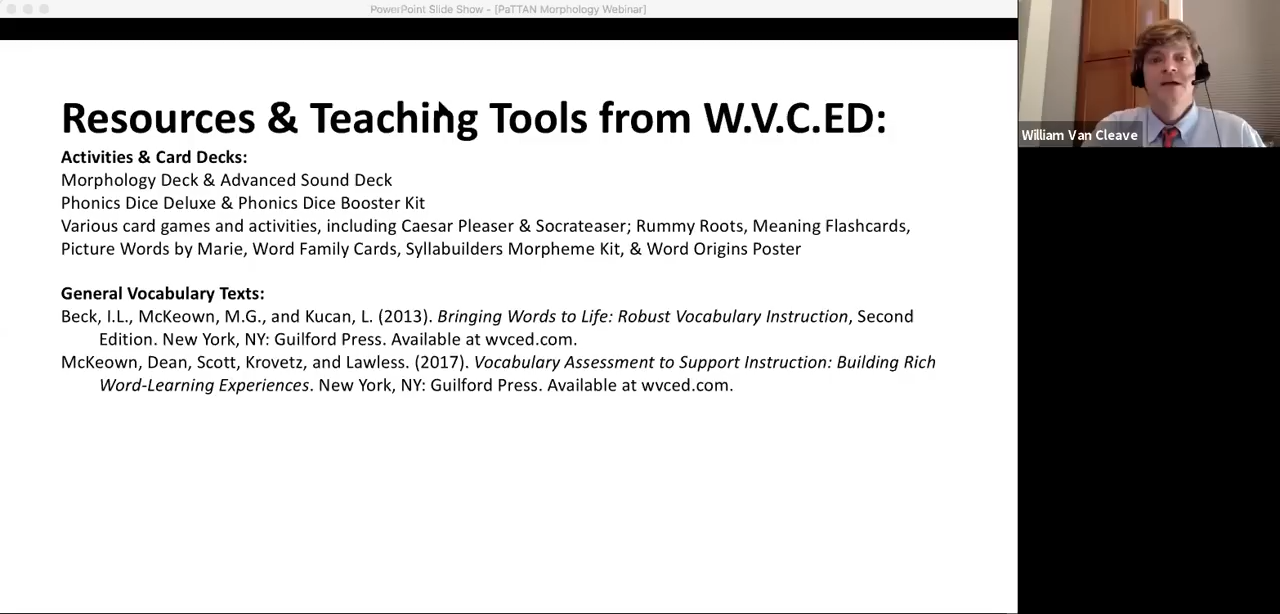 PowerPoint Slide Show - [PaTTAN Morphology Webinar]
Resources & Teaching Tools from W.V.C.ED:
Activities & Card Decks:
Morphology Deck & Advanced Sound Deck
Phonics Dice Deluxe & Phonics Dice Booster Kit
Various card games and activities, including Caesar Pleaser & Socrateaser; Rummy Roots, Meaning Flashcards,
Picture Words by Marie, Word Family Cards, Syllabuilders Morpheme Kit, & Word Origins Poster
General Vocabulary Texts:
Beck, I.L., McKeown, M.G., and Kucan, L. (2013). Bringing Words to Life: Robust Vocabulary Instruction, Second
Edition. New York, NY: Guilford Press. Available at wvced.com.
McKeown, Dean, Scott, Krovetz, and Lawless. (2017). Vocabulary Assessment to Support Instruction: Building Rich
Word-Learning Experiences. New York, NY: Guilford Press. Available at wvced.com.
William Van Cleave